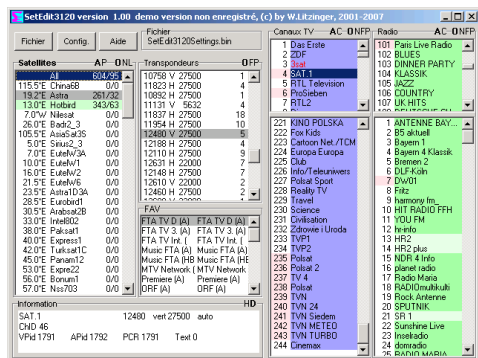 SetEdit3120 version 1.00 demo version non enregistré, (c) by W.Litzinger, 2001-2007
Fichier Config. Aide
Fichier
SetEdit3120Settings.bin
Satellites AP ONL
All 604/95
115.5°E China6B 0/0
19.2°E Astra 261/32
13.0°E Hotbird 343/63
7.0°W Nilesat 0/0
26.0°E Badr2_3 0/0
105.5°E AsiaSat3S 0/0
5.0°E Sirius2_3 0/0
7.0°E EutelW3A 0/0
10.0°E EutelW1 0/0
16.0°E EutelW2 0/0
21.5°E EutelW6 0/0
23.5°E Astra1D3A 0/0
28.5°E Eurobird1 0/0
30.5°E Arabsat2B 0/0
33.0°E Intel802 0/0
38.0°E Paksat1 0/0
40.0°E Express1 0/0
42.0°E Turksat1C 0/0
45.0°E Panam12 0/0
53.0°E Expre22 0/0
56.0°E Bonum1 0/0
57.0°E Nss703 0/0
Transpondeurs OFP
10758 V 27500 1
11823 H 27500 4
10892 H 27500 1
11131 V 5632 4
11837 H 27500 18
11954 H 27500 10
12480 V 27500 5
12188 H 27500 4
12110 H 27500 9
12631 H 22000 7
12148 H 27500 6
12610 V 22000 2
12460 H 27500 2
FAV
FTA TV D (A) FTA TV D (A)
FTA TV 3. (A) FTA TV 3. (A)
FTA TV Int. ( FTA TV Int. (
Music FTA (A) Music FTA (A)
Music FTA (HB Music FTA (HB
MTV Network ( MTV Network (
Premiere (A) Premiere (A)
ORF (A) ORF (A)
Information HD
SAT.1 12480 vert 27500 auto
ChID 46
VPid 1791 APid 1792 PCR 1791 Text 0
Canaux TV AC ONFP
1 Das Erste
2 ZDF
3 3sat
4 SAT.1
5 RTL Television
6 ProSieben
7 RTL2
221 KINO POLSKA
222 Fox Kids
223 Cartoon Net./TCM
224 Europa Europa
225 Club
226 Info/Teleunivers
227 Polsat Sport
228 Reality TV
229 Travel
230 Science
231 Civilisation
232 Zdrowie i Uroda
233 TVP1
234 TVP2
235 Polsat
236 Polsat 2
237 TV 4
238 Polsat
239 TVN
240 TVN 24
241 TVN Siedem
242 TVN METEO
243 TVN TURBO
244 Cinemax
Radio AC ONFP
101 Paris Live Radio
102 BLUES
103 DINNER PARTY
104 KLASSIK
105 JAZZ
106 COUNTRY
107 UK HITS
1 ANTENNE BAY...
2 B5 aktuell
3 Bayern 1
4 Bayern 4 Klassik
5 Bremen 2
6 DLF-Köln
7 DW01
8 Fritz
9 harmony fm_
10 HIT RADIO FFH
11 YOU FM
12 hr-info
13 HR2
14 HR2 plus
15 NDR 4 Info
16 planet radio
17 Radio Maria
18 RADIOmultikulti
19 Rock Antenne
20 SPUTNIK
21 SR 1
22 Sunshine Live
23 Inselradio
24 domradio
25 RADIO MARIA